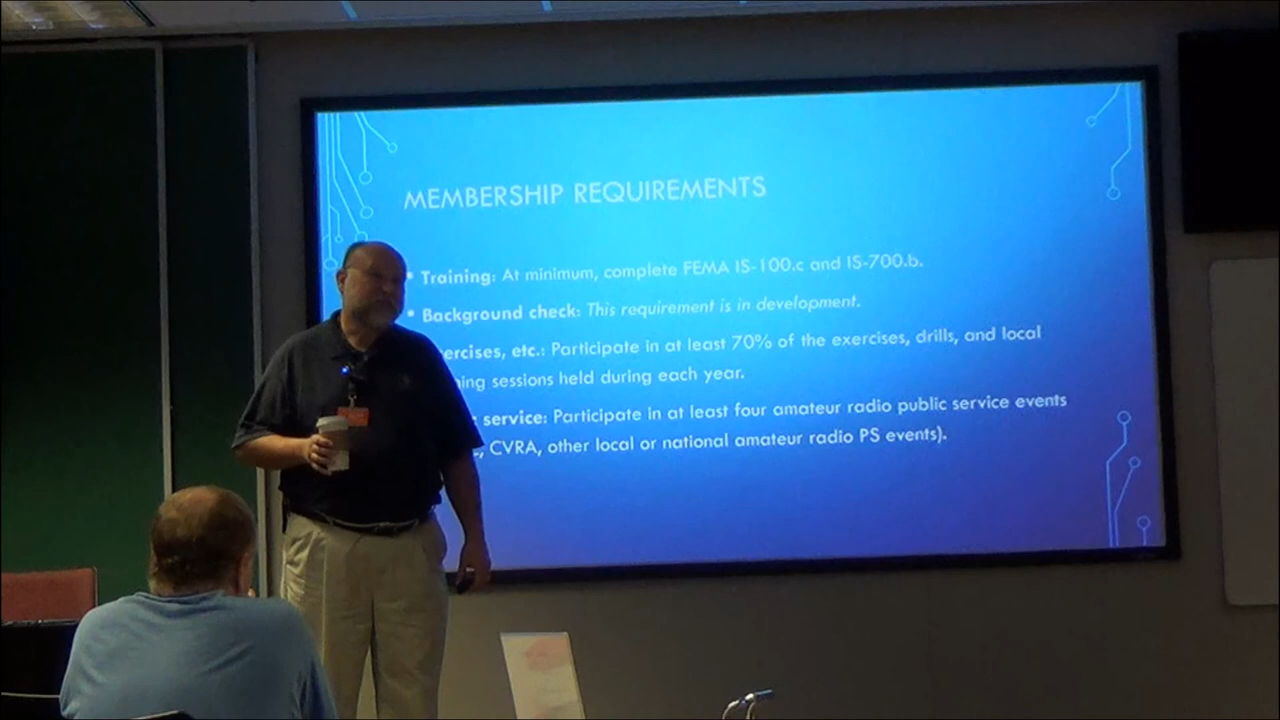 MEMBERSHIP REQUIREMENTS
Training: At minimum, complete FEMA IS-100.c and IS-700.b.
Background check: This requirement is in development.
ercises, etc.: Participate in at least 70% of the exercises, drills, and local
ing sessions held during each year.
service: Participate in at least four amateur radio public service events
, CVRA, other local or national amateur radio PS events).